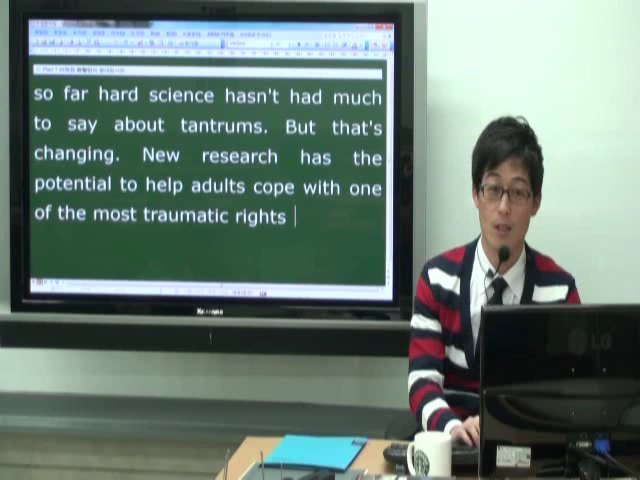 so far hard science hasn't had much
to say about tantrums. But that's
changing. New research has the
potential to help adults cope with one
of the most traumatic rights
LG